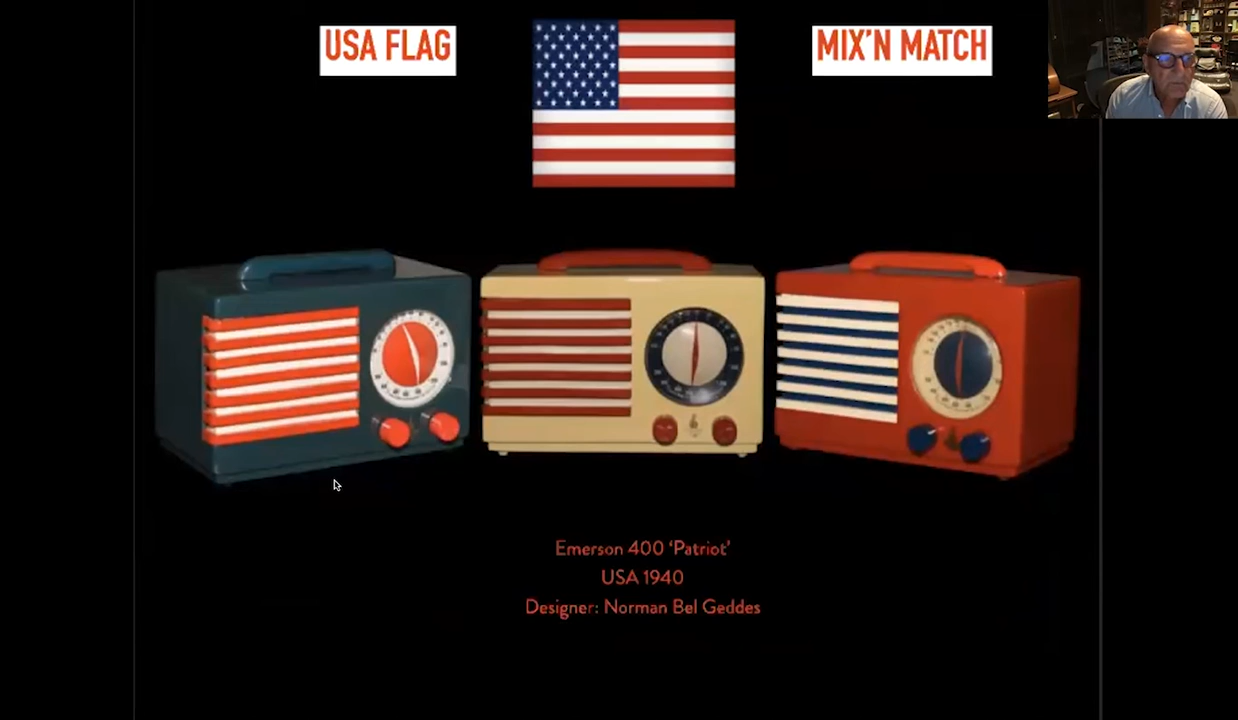 USA FLAG
MIX'N MATCH
Emerson 400 ‘Patriot’
USA 1940
Designer: Norman Bel Geddes